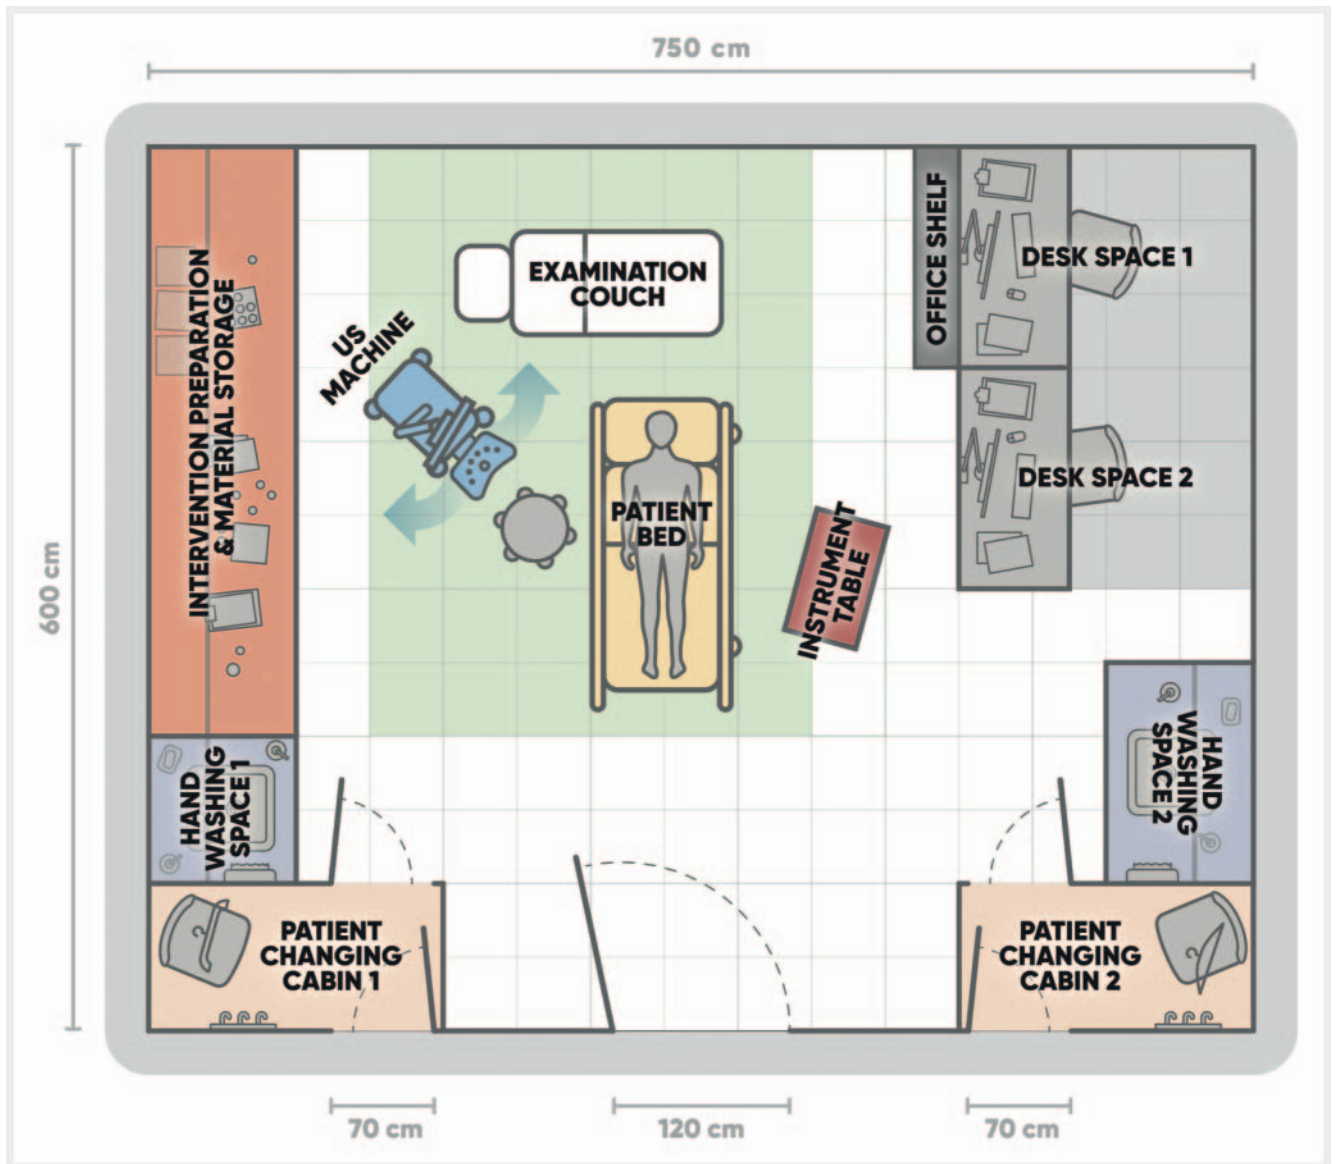 750 cm
600 cm
INTERVENTION PREPARATION
& MATERIAL STORAGE
US
MACHINE
EXAMINATION
COUCH
OFFICE SHELF
DESK SPACE 1
DESK SPACE 2
PATIENT
BED
INSTRUMENT
TABLE
HAND
WASHING
SPACE 1
HAND
WASHING
SPACE 2
PATIENT
CHANGING
CABIN 1
PATIENT
CHANGING
CABIN 2
70 cm
120 cm
70 cm